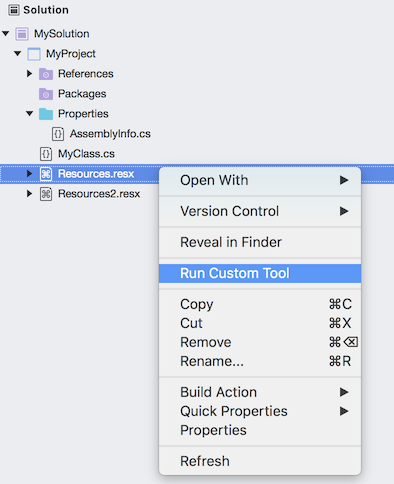 Solution
MySolution
MyProject
References
Packages
Properties
AssemblyInfo.cs
MyClass.cs
Resources.resx
Resources2.resx
Open With
Version Control
Reveal in Finder
Run Custom Tool
Copy ⌘C
Cut ⌘X
Remove ⌘⌫
Rename... ⌘R
Build Action
Quick Properties
Properties
Refresh